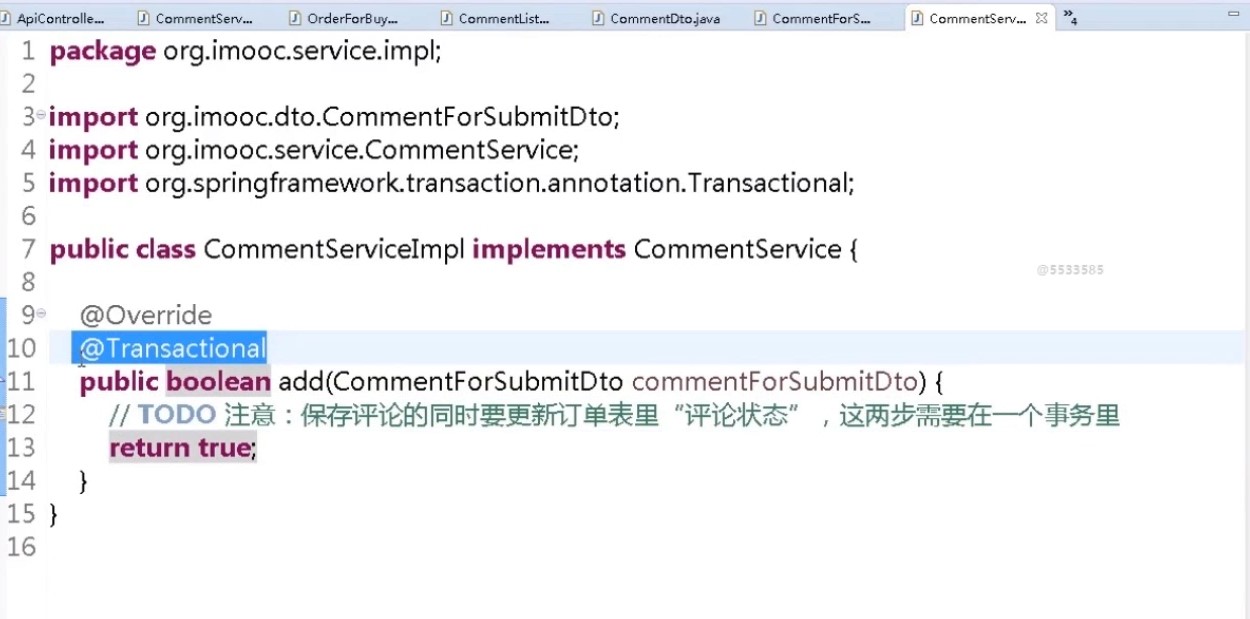 ApiControlle... CommentServ... OrderForBuy... CommentList... CommentDto.java CommentForS... CommentServ... »4
1 package org.imooc.service.impl;
2
3 import org.imooc.dto.CommentForSubmitDto;
4 import org.imooc.service.CommentService;
5 import org.springframework.transaction.annotation.Transactional;
6
7 public class CommentServiceImpl implements CommentService {
8
@5533585
9 @Override
10 @Transactional
11 public boolean add(CommentForSubmitDto commentForSubmitDto) {
12 // TODO 注意：保存评论的同时要更新订单表里“评论状态”，这两步需要在一个事务里
13 return true;
14 }
15 }
16